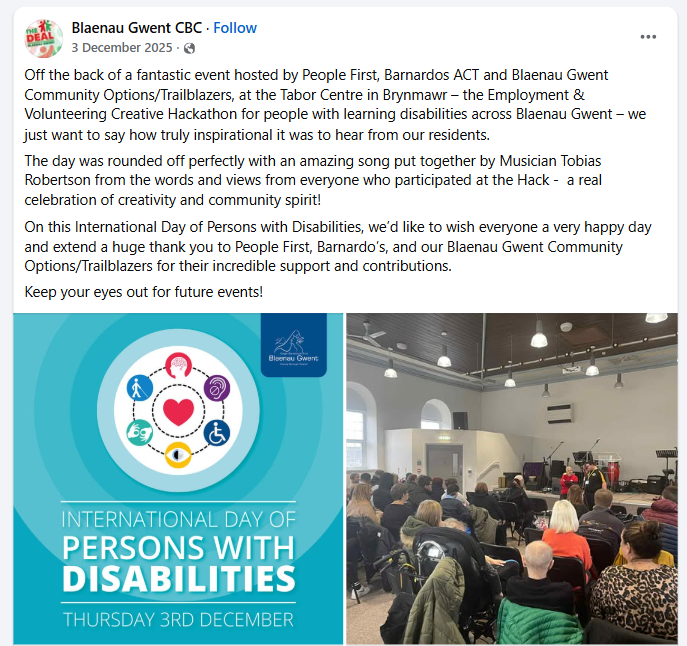 Blaenau Gwent CBC · Follow
3 December 2025 ·
Off the back of a fantastic event hosted by People First, Barnardos ACT and Blaenau Gwent
Community Options/Trailblazers, at the Tabor Centre in Brynmawr – the Employment &
Volunteering Creative Hackathon for people with learning disabilities across Blaenau Gwent – we
just want to say how truly inspirational it was to hear from our residents.
The day was rounded off perfectly with an amazing song put together by Musician Tobias
Robertson from the words and views from everyone who participated at the Hack -  a real
celebration of creativity and community spirit!
On this International Day of Persons with Disabilities, we'd like to wish everyone a very happy day
and extend a huge thank you to People First, Barnardo's, and our Blaenau Gwent Community
Options/Trailblazers for their incredible support and contributions.
Keep your eyes out for future events!
THE
DEAL
Blaenau Gwent
INTERNATIONAL DAY OF
PERSONS WITH
DISABILITIES
THURSDAY 3RD DECEMBER